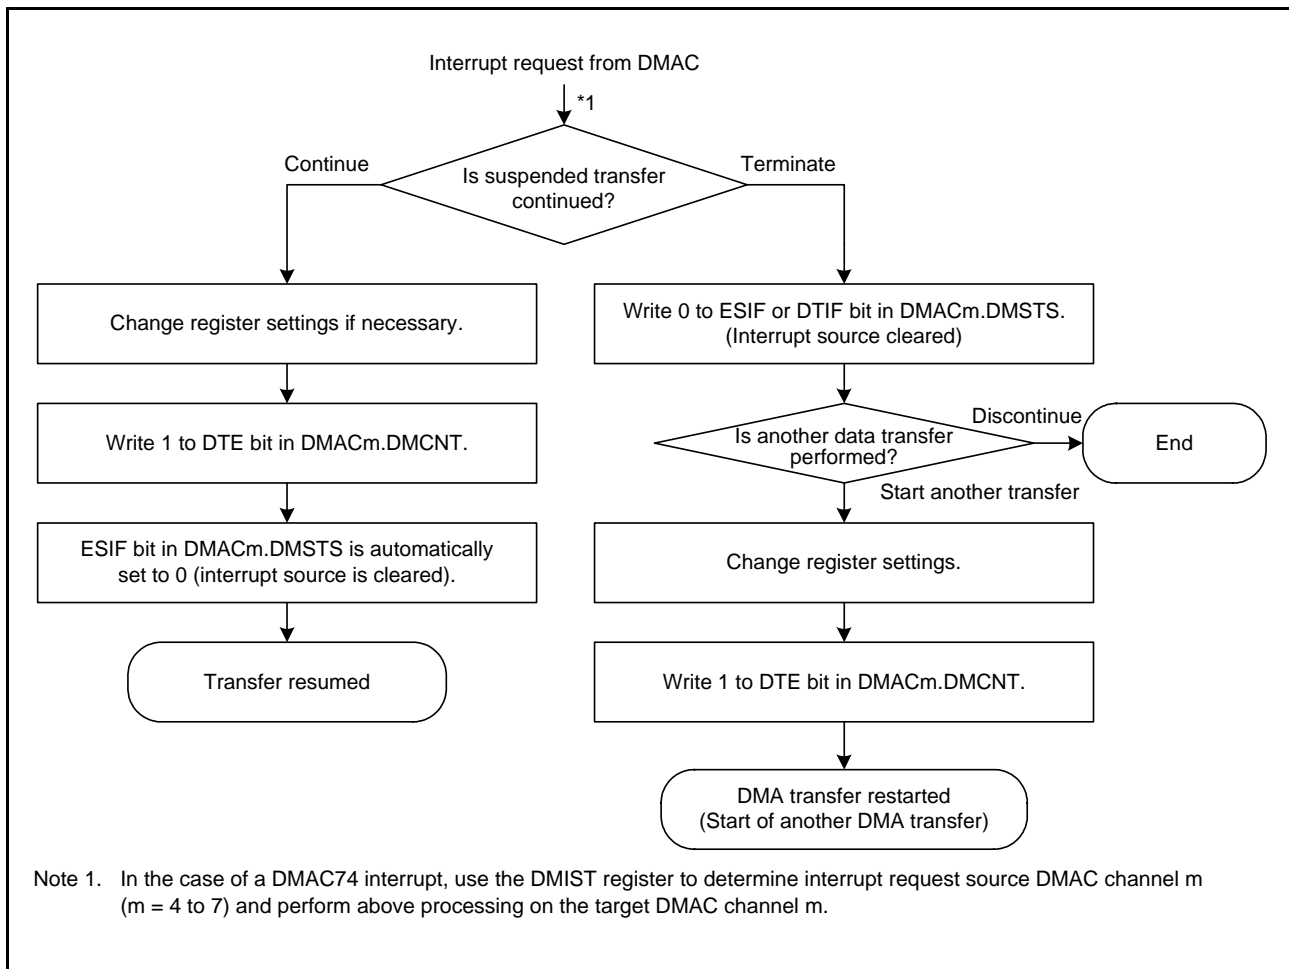 Interrupt request from DMAC
*1
Continue
Terminate
Is suspended transfer
continued?
Change register settings if necessary.
Write 1 to DTE bit in DMACm.DMCNT.
ESIF bit in DMACm.DMSTS is automatically
set to 0 (interrupt source is cleared).
Transfer resumed
Write 0 to ESIF or DTIF bit in DMACm.DMSTS.
(Interrupt source cleared)
Is another data transfer
performed?
Discontinue
End
Start another transfer
Change register settings.
Write 1 to DTE bit in DMACm.DMCNT.
DMA transfer restarted
(Start of another DMA transfer)
Note 1. In the case of a DMAC74 interrupt, use the DMIST register to determine interrupt request source DMAC channel m
(m = 4 to 7) and perform above processing on the target DMAC channel m.